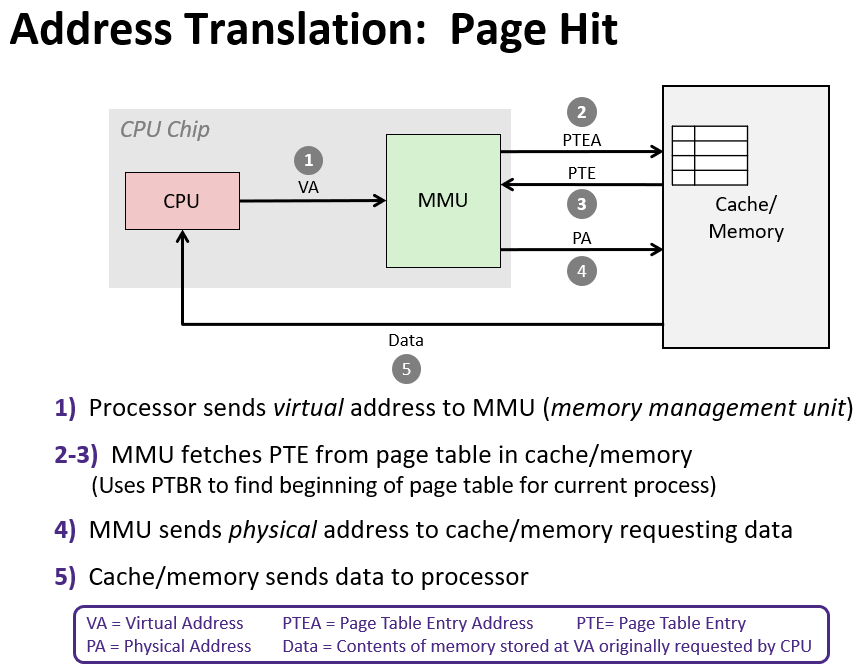 Address Translation:  Page Hit
CPU Chip
CPU
1
VA
MMU
2
PTEA
PTE
3
PA
4
Cache/
Memory
Data
5
1)  Processor sends virtual address to MMU (memory management unit)
2-3)  MMU fetches PTE from page table in cache/memory
(Uses PTBR to find beginning of page table for current process)
4)  MMU sends physical address to cache/memory requesting data
5)  Cache/memory sends data to processor
VA = Virtual Address   PTEA = Page Table Entry Address   PTE= Page Table Entry
PA = Physical Address   Data = Contents of memory stored at VA originally requested by CPU